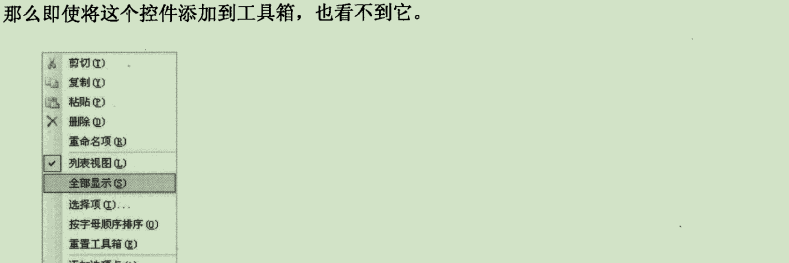 那么即使将这个控件添加到工具箱，也看不到它。
剪切(T)
复制(Y)
粘贴(P)
删除(D)
重命名项(R)
列表视图(L)
全部显示(S)
选择项(I)...
按字母顺序排序(O)
重置工具箱(E)